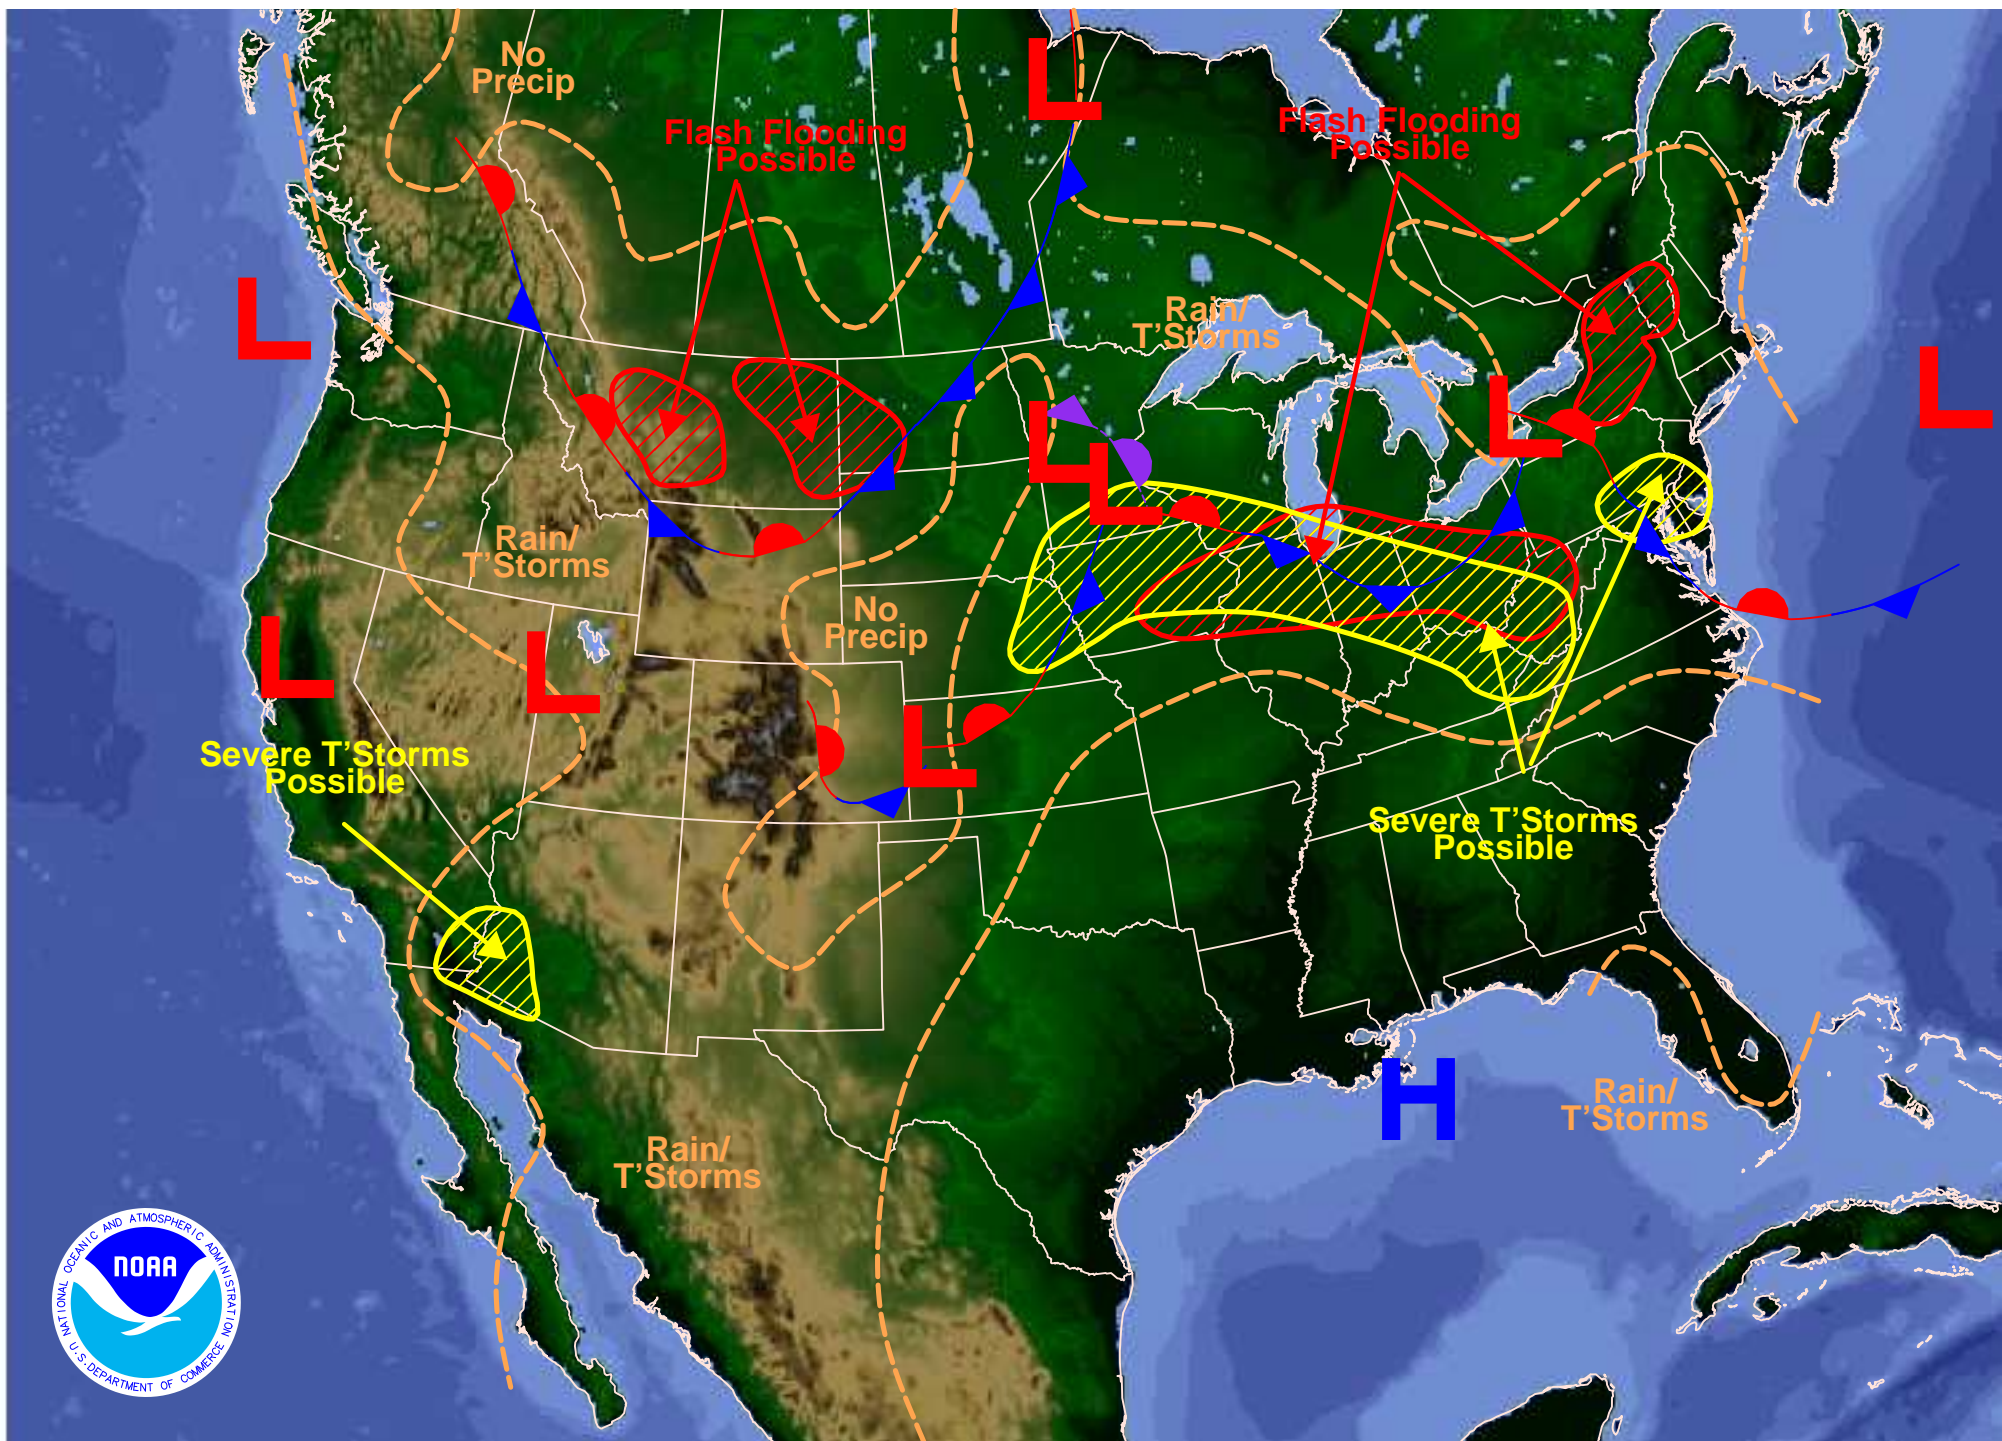 No
Precip
L
Flash Flooding
Possible
Flash Flooding
Possible
L
Rain/
T'Storms
L
L
L
L
Rain/
T'Storms
No
Precip
L
L
L
L
Severe T'Storms
Possible
Severe T'Storms
Possible
H
Rain/
T'Storms
Rain/
T'Storms
NATIONAL OCEANIC AND ATMOSPHERIC ADMINISTRATION
NOAA
U.S. DEPARTMENT OF COMMERCE